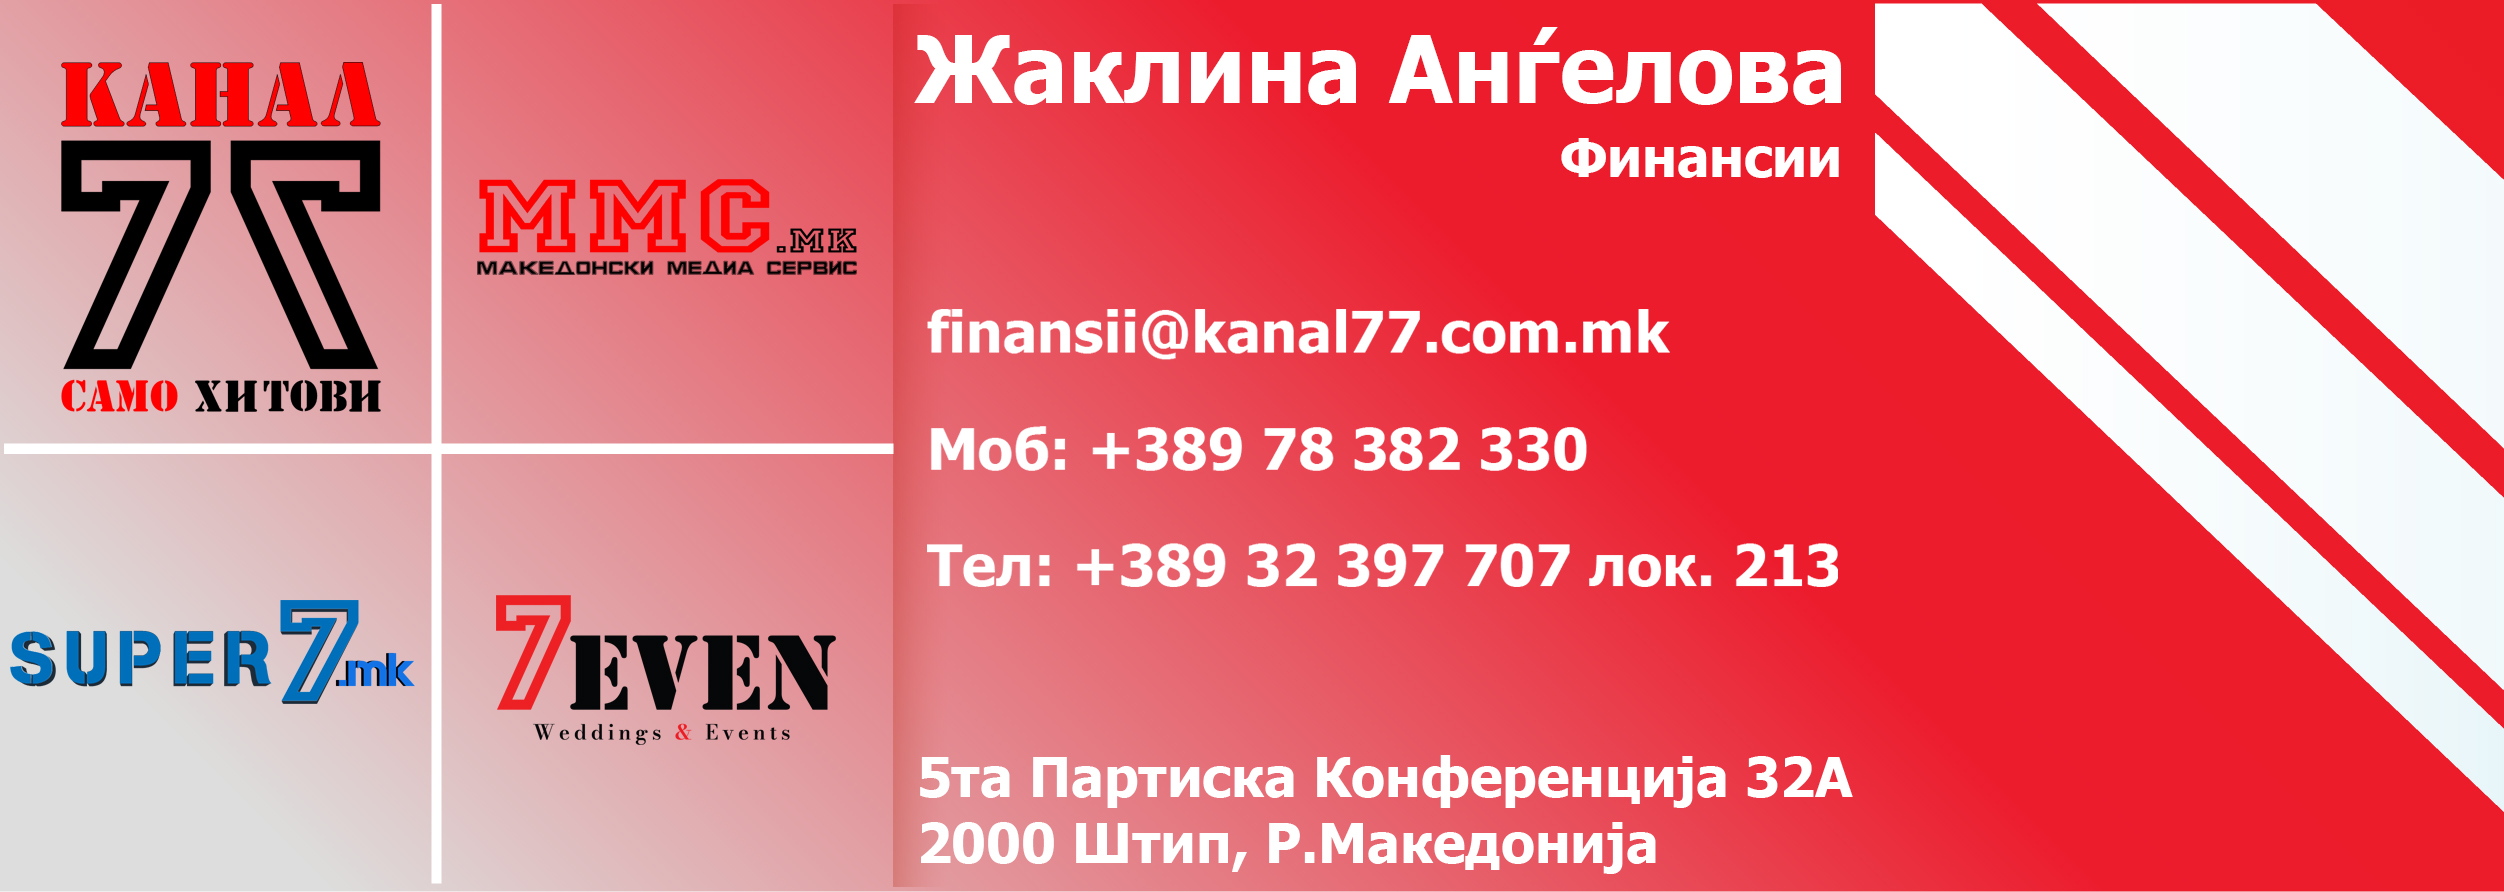 КАНАЛ
77
САМО ХИТОВИ
ММС.МК
МАКЕДОНСКИ МЕДИА СЕРВИС
SUPER7.mk
7EVEN
Weddings & Events
Жаклина Анѓелова
Финансии
finansii@kanal77.com.mk
Моб: +389 78 382 330
Тел: +389 32 397 707 лок. 213
5та Партиска Конференција 32А
2000 Штип, Р.Македонија